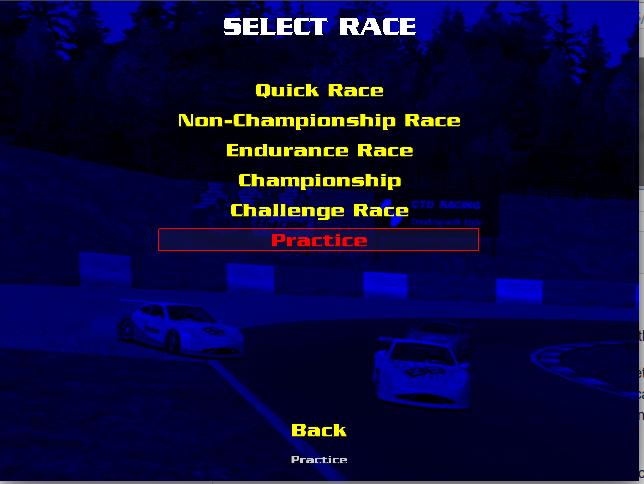 SELECT RACE
Quick Race
Non-Championship Race
Endurance Race
Championship
Challenge Race
Practice
Back
Practice